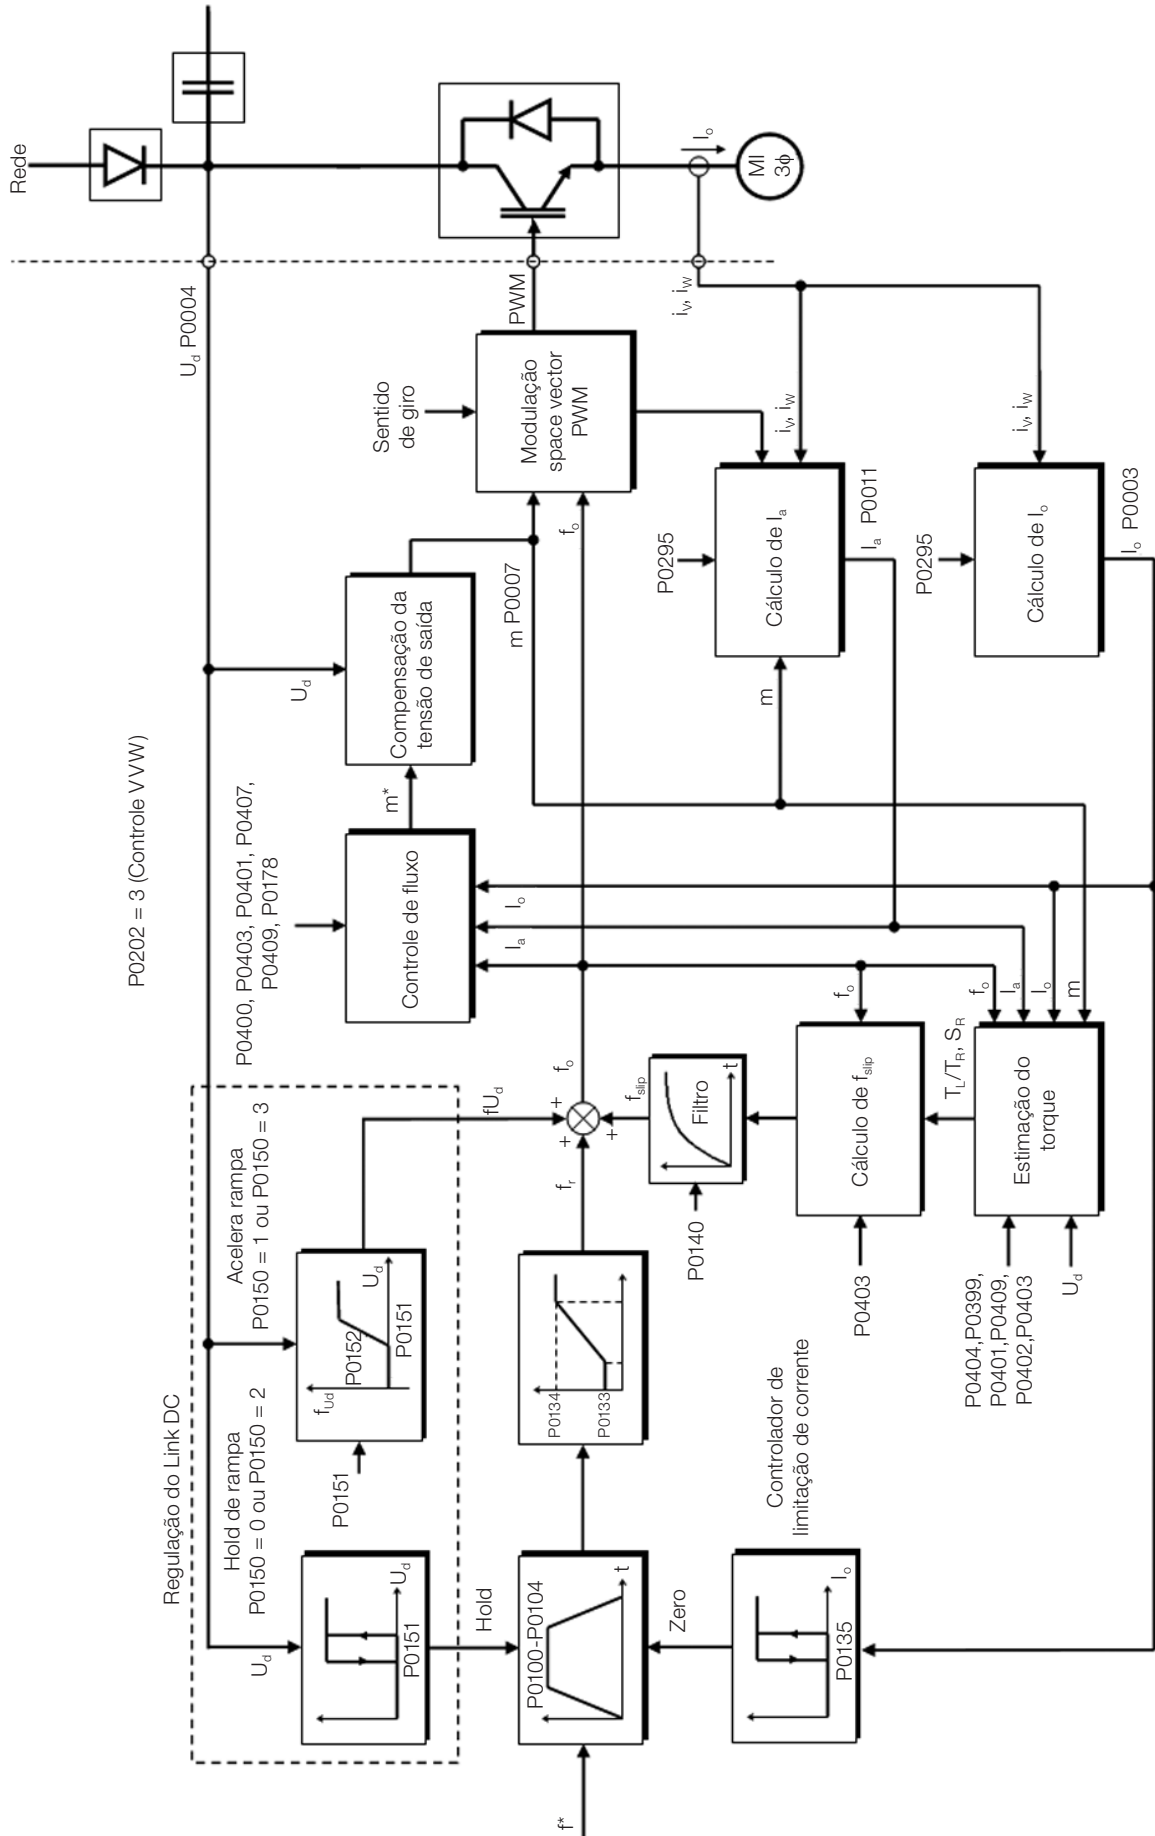 P0202 = 3 (Controle VVW)
Regulação do Link DC
Hold de rampa
P0150 = 0 ou P0150 = 2
Acelera rampa
P0150 = 1 ou P0150 = 3
U_d
U_d
P0151
Hold
P0151
f_Ud
P0152
U_d
P0151
fU_d
f*
P0100-P0104
t
Zero
Controlador de
limitação de corrente
I_o
P0135
P0134
P0133
f_r
+
+
+
f_o
f_slip
Filtro
t
P0140
P0403
Cálculo de f_slip
f_o
T_L/T_R, S_R
Estimação do
torque
P0404,P0399,
P0401,P0409,
P0402,P0403
U_d
f_o
I_a
I_o
m
P0400, P0403, P0401, P0407,
P0409, P0178
Controle de fluxo
I_a
I_o
m*
U_d
Compensação da
tensão de saída
m P0007
f_o
Sentido
de giro
Modulação
space vector
PWM
PWM
U_d P0004
m
P0295
Cálculo de I_a
I_a P0011
i_v, i_w
P0295
Cálculo de I_o
I_o P0003
i_v, i_w
i_v, i_w
Rede
I_o
MI
3ϕ